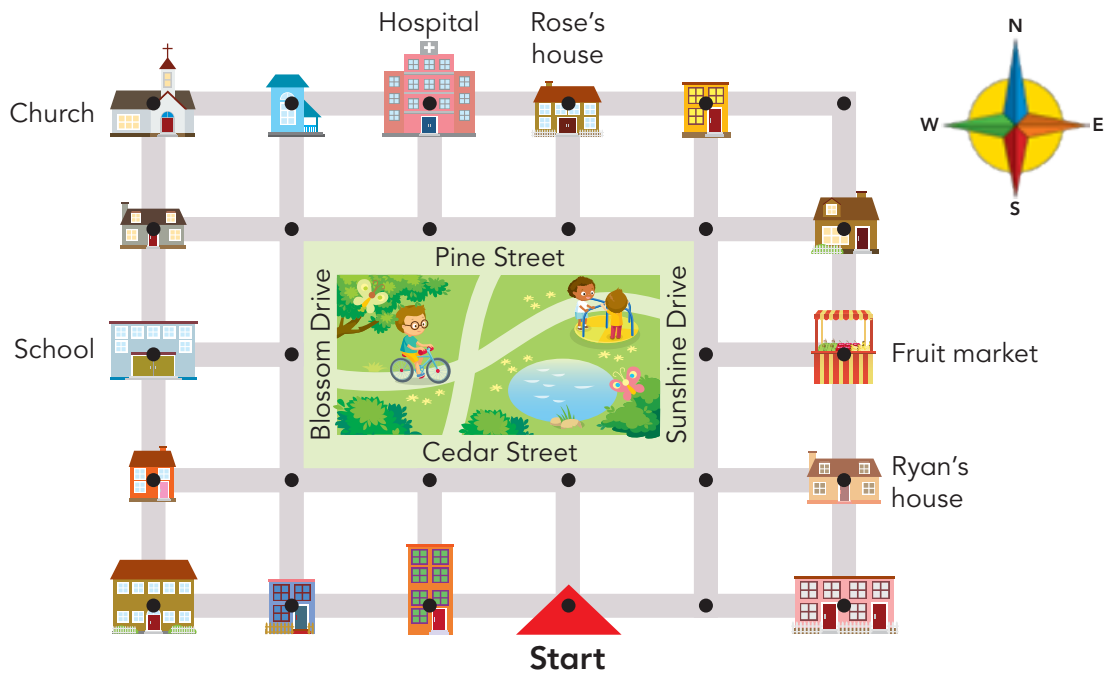 Hospital
Rose's
house
Church
N
W
E
S
Pine Street
Blossom Drive
Sunshine Drive
School
Fruit market
Cedar Street
Ryan's
house
Start